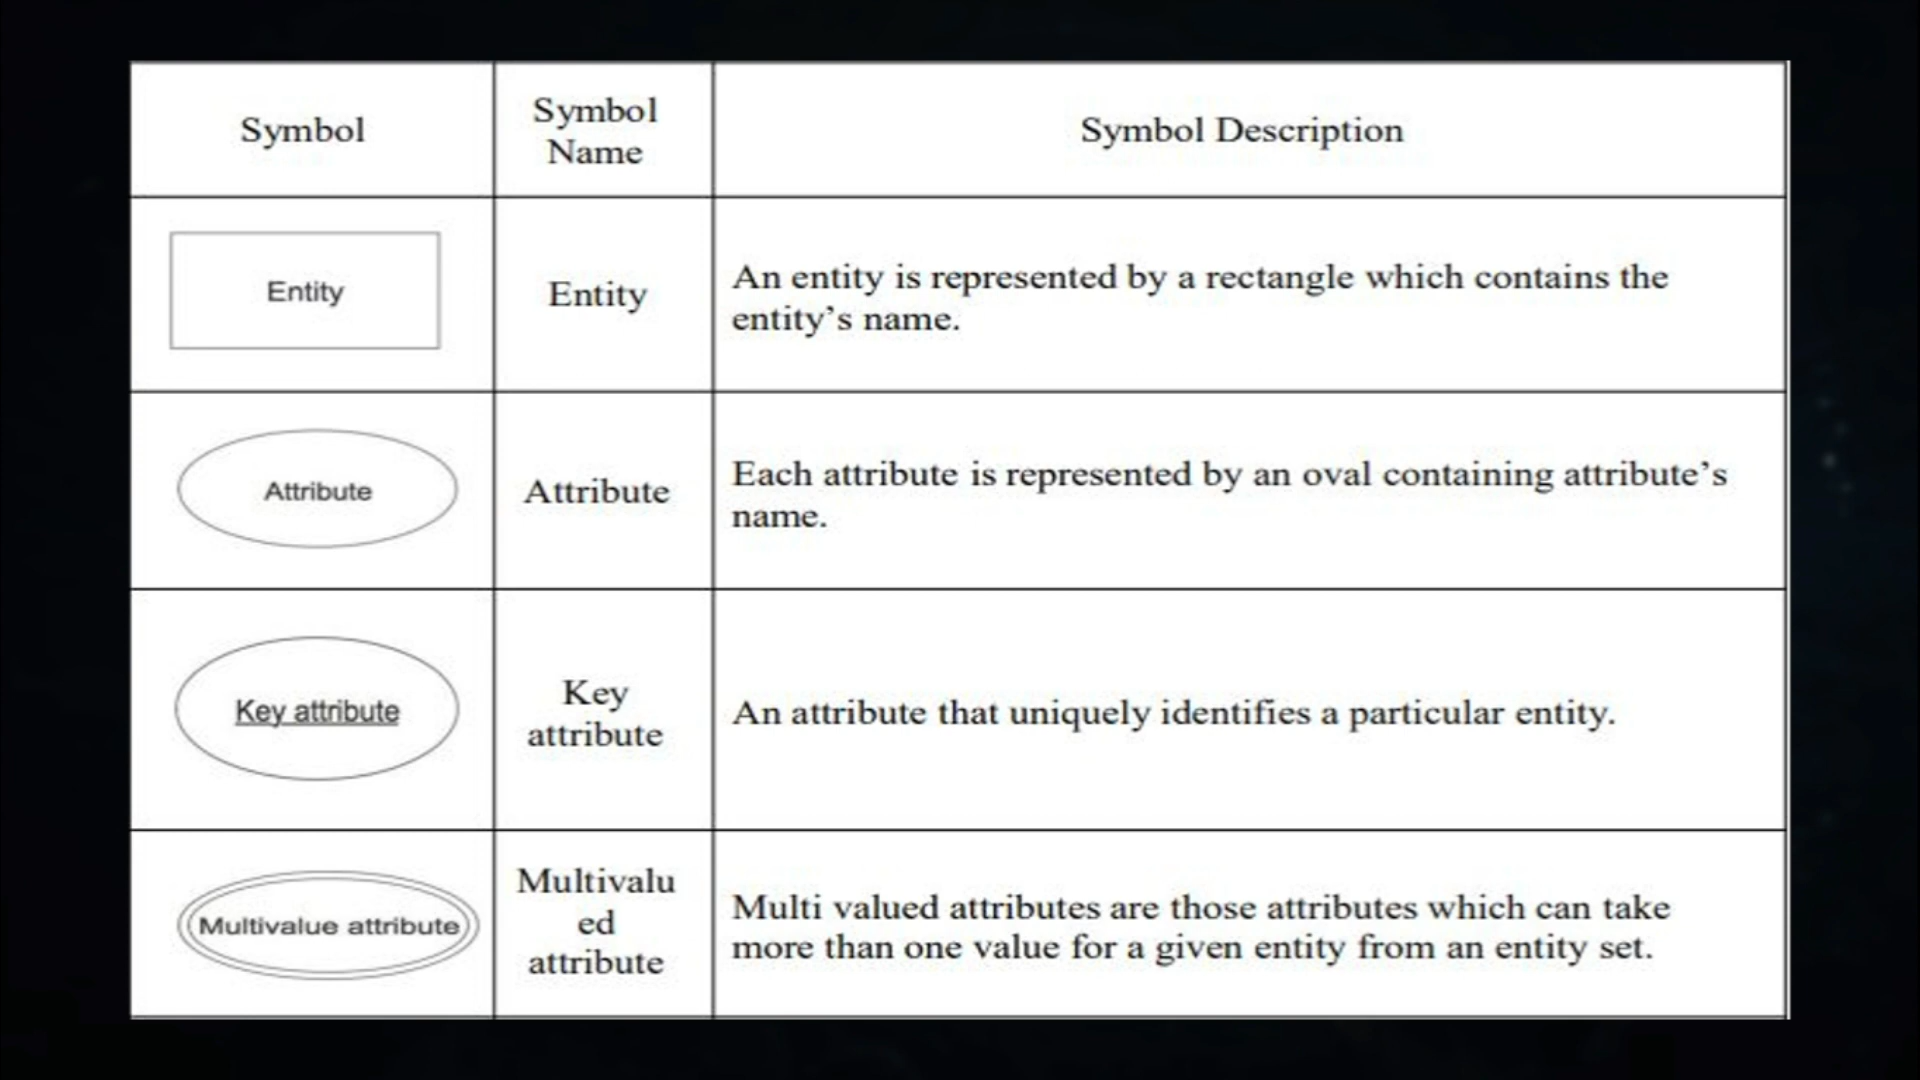 Symbol
Symbol
Name
Symbol Description
Entity
Entity
An entity is represented by a rectangle which contains the
entity’s name.
Attribute
Attribute
Each attribute is represented by an oval containing attribute’s
name.
Key attribute
Key
attribute
An attribute that uniquely identifies a particular entity.
Multivalue attribute
Multivalu
ed
attribute
Multi valued attributes are those attributes which can take
more than one value for a given entity from an entity set.